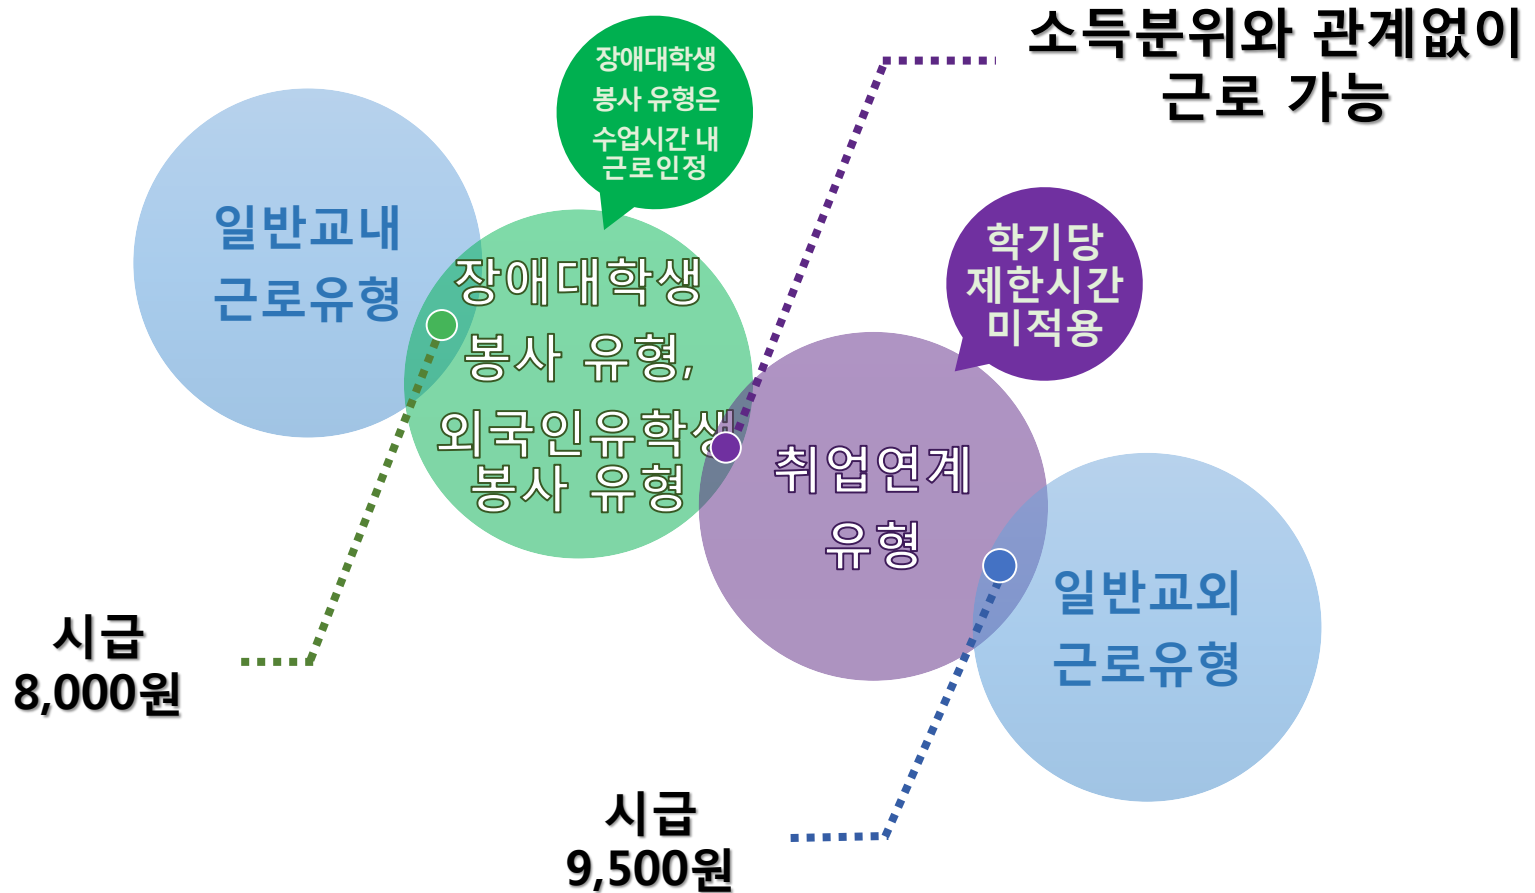 소득분위와 관계없이
근로 가능
장애대학생
봉사 유형은
수업시간 내
근로인정
일반교내
근로유형
학기당
제한시간
미적용
장애대학생
봉사 유형,
외국인유학생
봉사 유형
취업연계
유형
일반교외
근로유형
시급
8,000원
시급
9,500원